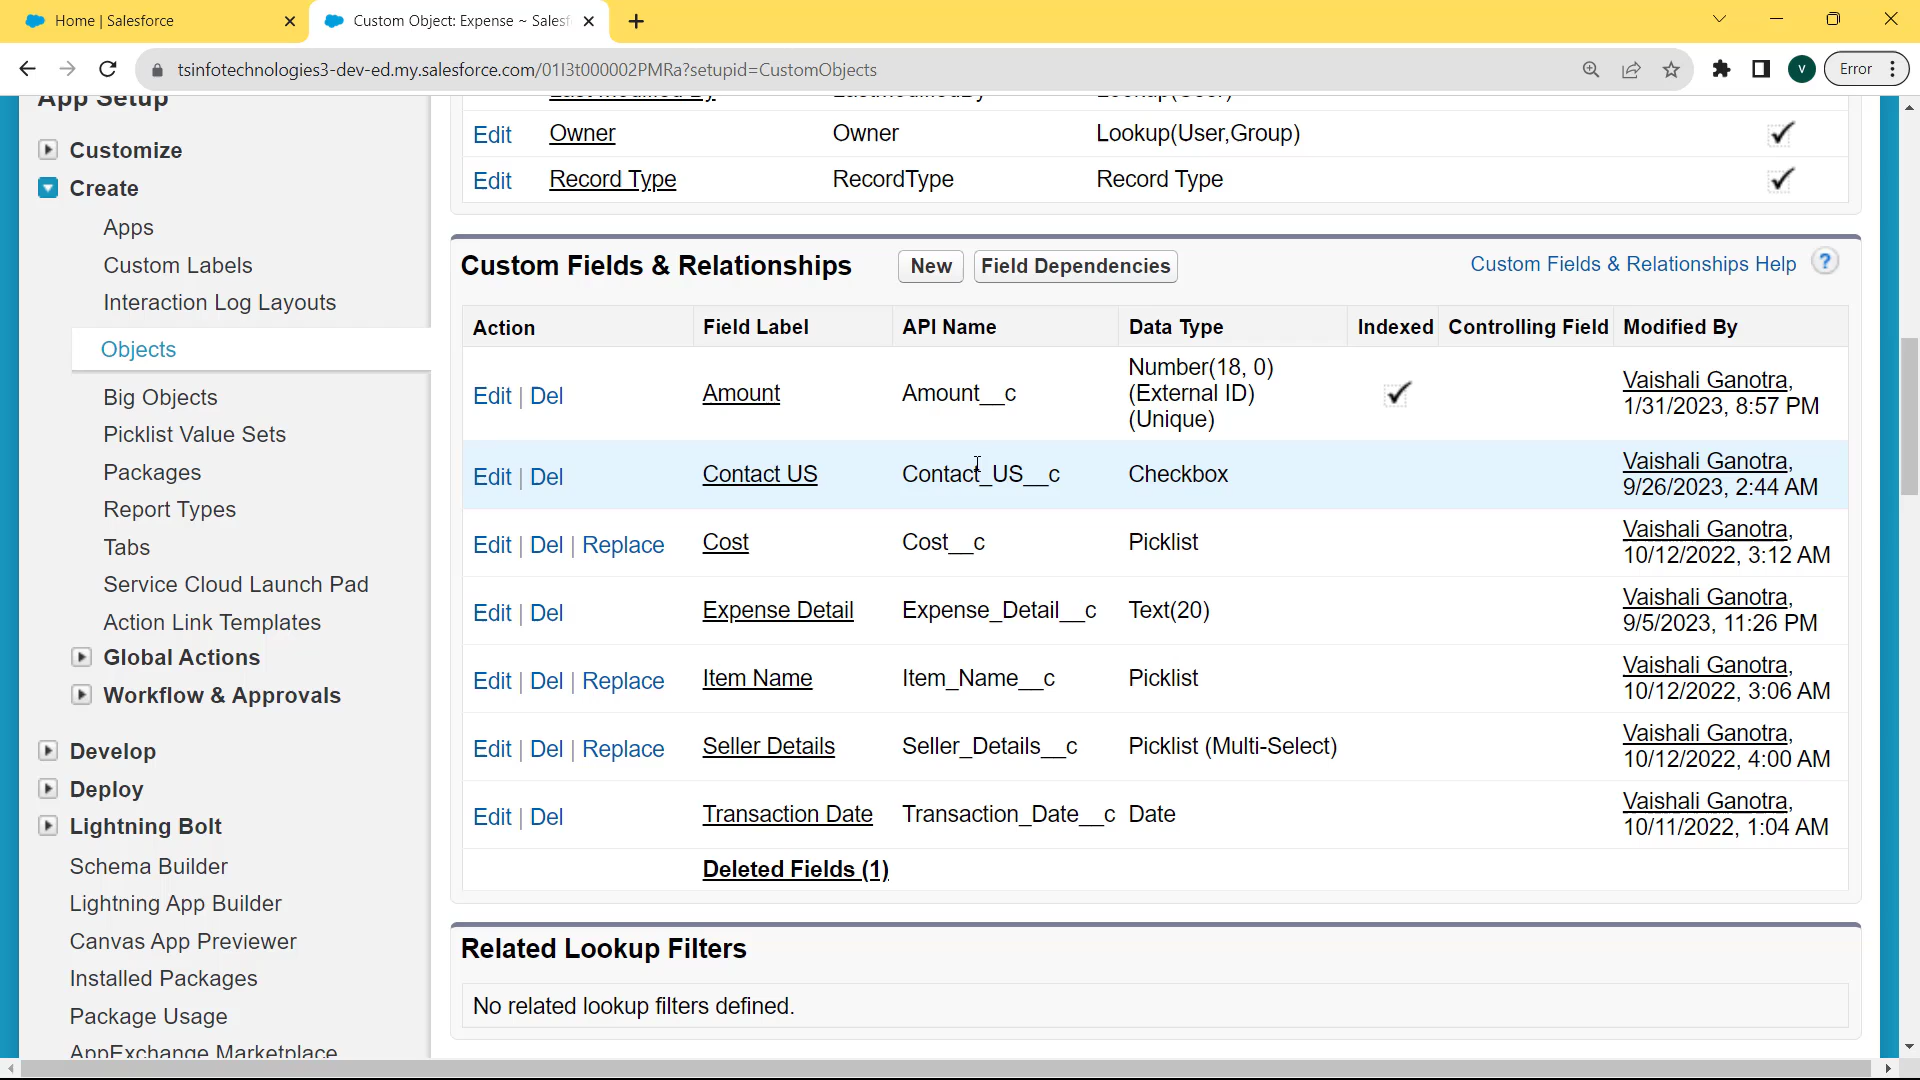 Home | Salesforce
Custom Object: Expense ~ Salesf
tsinfotechnologies3-dev-ed.my.salesforce.com/01I3t000002PMRa?setupid=CustomObjects
V
Error
App Setup
Customize
Create
Apps
Custom Labels
Interaction Log Layouts
Objects
Big Objects
Picklist Value Sets
Packages
Report Types
Tabs
Service Cloud Launch Pad
Action Link Templates
Global Actions
Workflow & Approvals
Develop
Deploy
Lightning Bolt
Schema Builder
Lightning App Builder
Canvas App Previewer
Installed Packages
Package Usage
AppExchange Marketplace
Last Modified By LastModifiedBy Lookup(User)
Edit Owner Owner Lookup(User,Group)
Edit Record Type RecordType Record Type
Custom Fields & Relationships New Field Dependencies Custom Fields & Relationships Help ?
Action Field Label API Name Data Type Indexed Controlling Field Modified By
Edit | Del Amount Amount__c Number(18, 0) (External ID) (Unique) Vaishali Ganotra, 1/31/2023, 8:57 PM
Edit | Del Contact US Contact_US__c Checkbox Vaishali Ganotra, 9/26/2023, 2:44 AM
Edit | Del | Replace Cost Cost__c Picklist Vaishali Ganotra, 10/12/2022, 3:12 AM
Edit | Del Expense Detail Expense_Detail__c Text(20) Vaishali Ganotra, 9/5/2023, 11:26 PM
Edit | Del | Replace Item Name Item_Name__c Picklist Vaishali Ganotra, 10/12/2022, 3:06 AM
Edit | Del | Replace Seller Details Seller_Details__c Picklist (Multi-Select) Vaishali Ganotra, 10/12/2022, 4:00 AM
Edit | Del Transaction Date Transaction_Date__c Date Vaishali Ganotra, 10/11/2022, 1:04 AM
Deleted Fields (1)
Related Lookup Filters
No related lookup filters defined.